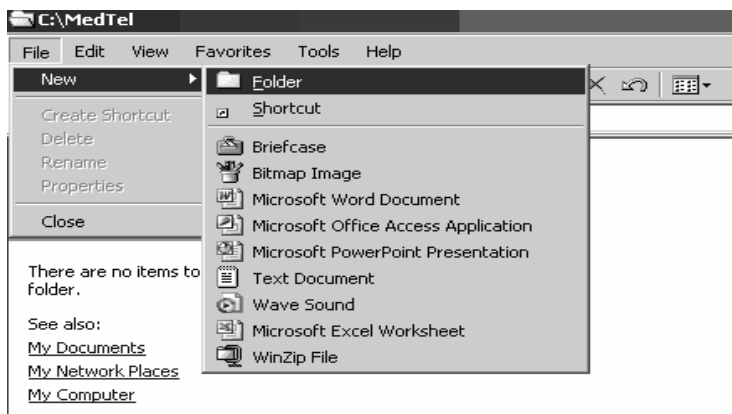 C:\MedTel
File Edit View Favorites Tools Help
New
Folder
Shortcut
Create Shortcut
Delete
Rename
Properties
Close
Briefcase
Bitmap Image
Microsoft Word Document
Microsoft Office Access Application
Microsoft PowerPoint Presentation
Text Document
Wave Sound
Microsoft Excel Worksheet
WinZip File
There are no items to
folder.
See also:
My Documents
My Network Places
My Computer